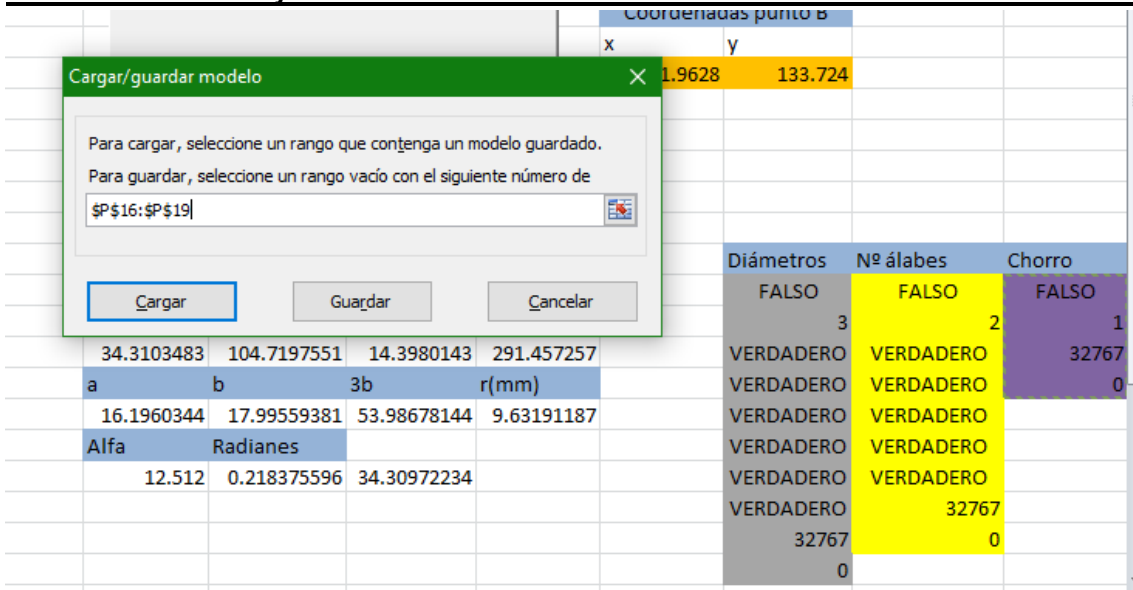 Coordenadas punto B
x y
Cargar/guardar modelo 1.9628 133.724
Para cargar, seleccione un rango que contenga un modelo guardado.
Para guardar, seleccione un rango vacío con el siguiente número de
$P$16:$P$19
Diámetros Nº álabes Chorro
Cargar Guardar Cancelar FALSO FALSO FALSO
3 2 1
34.3103483 104.7197551 14.3980143 291.457257 VERDADERO VERDADERO 32767
a b 3b r(mm) VERDADERO VERDADERO 0
16.1960344 17.99559381 53.98678144 9.63191187 VERDADERO VERDADERO
Alfa Radianes VERDADERO VERDADERO
12.512 0.218375596 34.30972234 VERDADERO VERDADERO
VERDADERO 32767
32767 0
0